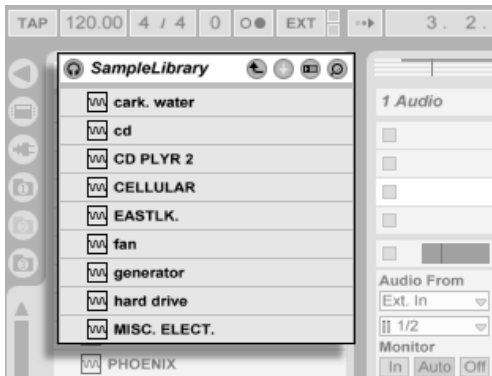 TAP 120.00 4 / 4 0 EXT 3. 2.
SampleLibrary
cark. water
cd
CD PLYR 2
CELLULAR
EASTLK.
fan
generator
hard drive
MISC. ELECT.
PHOENIX
1 Audio
Audio From
Ext. In
1/2
Monitor
In Auto Off